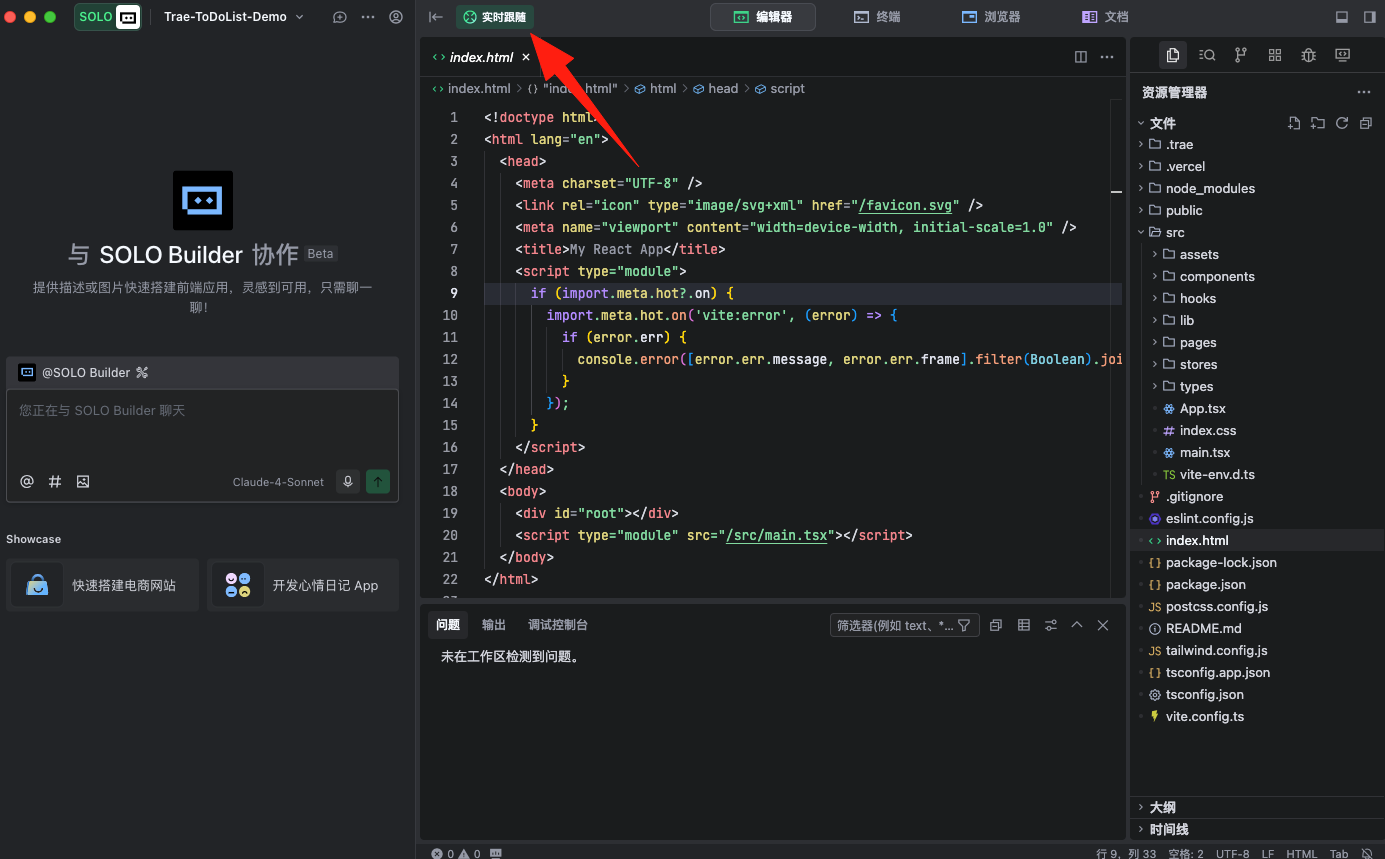 SOLO
Trae-ToDoList-Demo
与 SOLO Builder 协作 Beta
提供描述或图片快速搭建前端应用，灵感到可用，只需聊一
聊！
@SOLO Builder
您正在与 SOLO Builder 聊天
Claude-4-Sonnet
Showcase
快速搭建电商网站
开发心情日记 App
实时跟随
编辑器
终端
浏览器
文档
index.html
index.html > {} "index.html" > html > head > script
1 <!doctype html>
2 <html lang="en">
3 <head>
4 <meta charset="UTF-8" />
5 <link rel="icon" type="image/svg+xml" href="/favicon.svg" />
6 <meta name="viewport" content="width=device-width, initial-scale=1.0" />
7 <title>My React App</title>
8 <script type="module">
9 if (import.meta.hot?.on) {
10 import.meta.hot.on('vite:error', (error) => {
11 if (error.err) {
12 console.error([error.err.message, error.err.frame].filter(Boolean).joi
13 }
14 });
15 }
16 </script>
17 </head>
18 <body>
19 <div id="root"></div>
20 <script type="module" src="/src/main.tsx"></script>
21 </body>
22 </html>
问题
输出
调试控制台
筛选器(例如 text、*...
未在工作区检测到问题。
资源管理器
文件
.trae
.vercel
node_modules
public
src
assets
components
hooks
lib
pages
stores
types
App.tsx
# index.css
main.tsx
TS vite-env.d.ts
.gitignore
eslint.config.js
index.html
{} package-lock.json
{} package.json
JS postcss.config.js
README.md
JS tailwind.config.js
{} tsconfig.app.json
tsconfig.json
vite.config.ts
大纲
时间线
0 0
行 9，列 33 空格: 2 UTF-8 LF HTML Tab